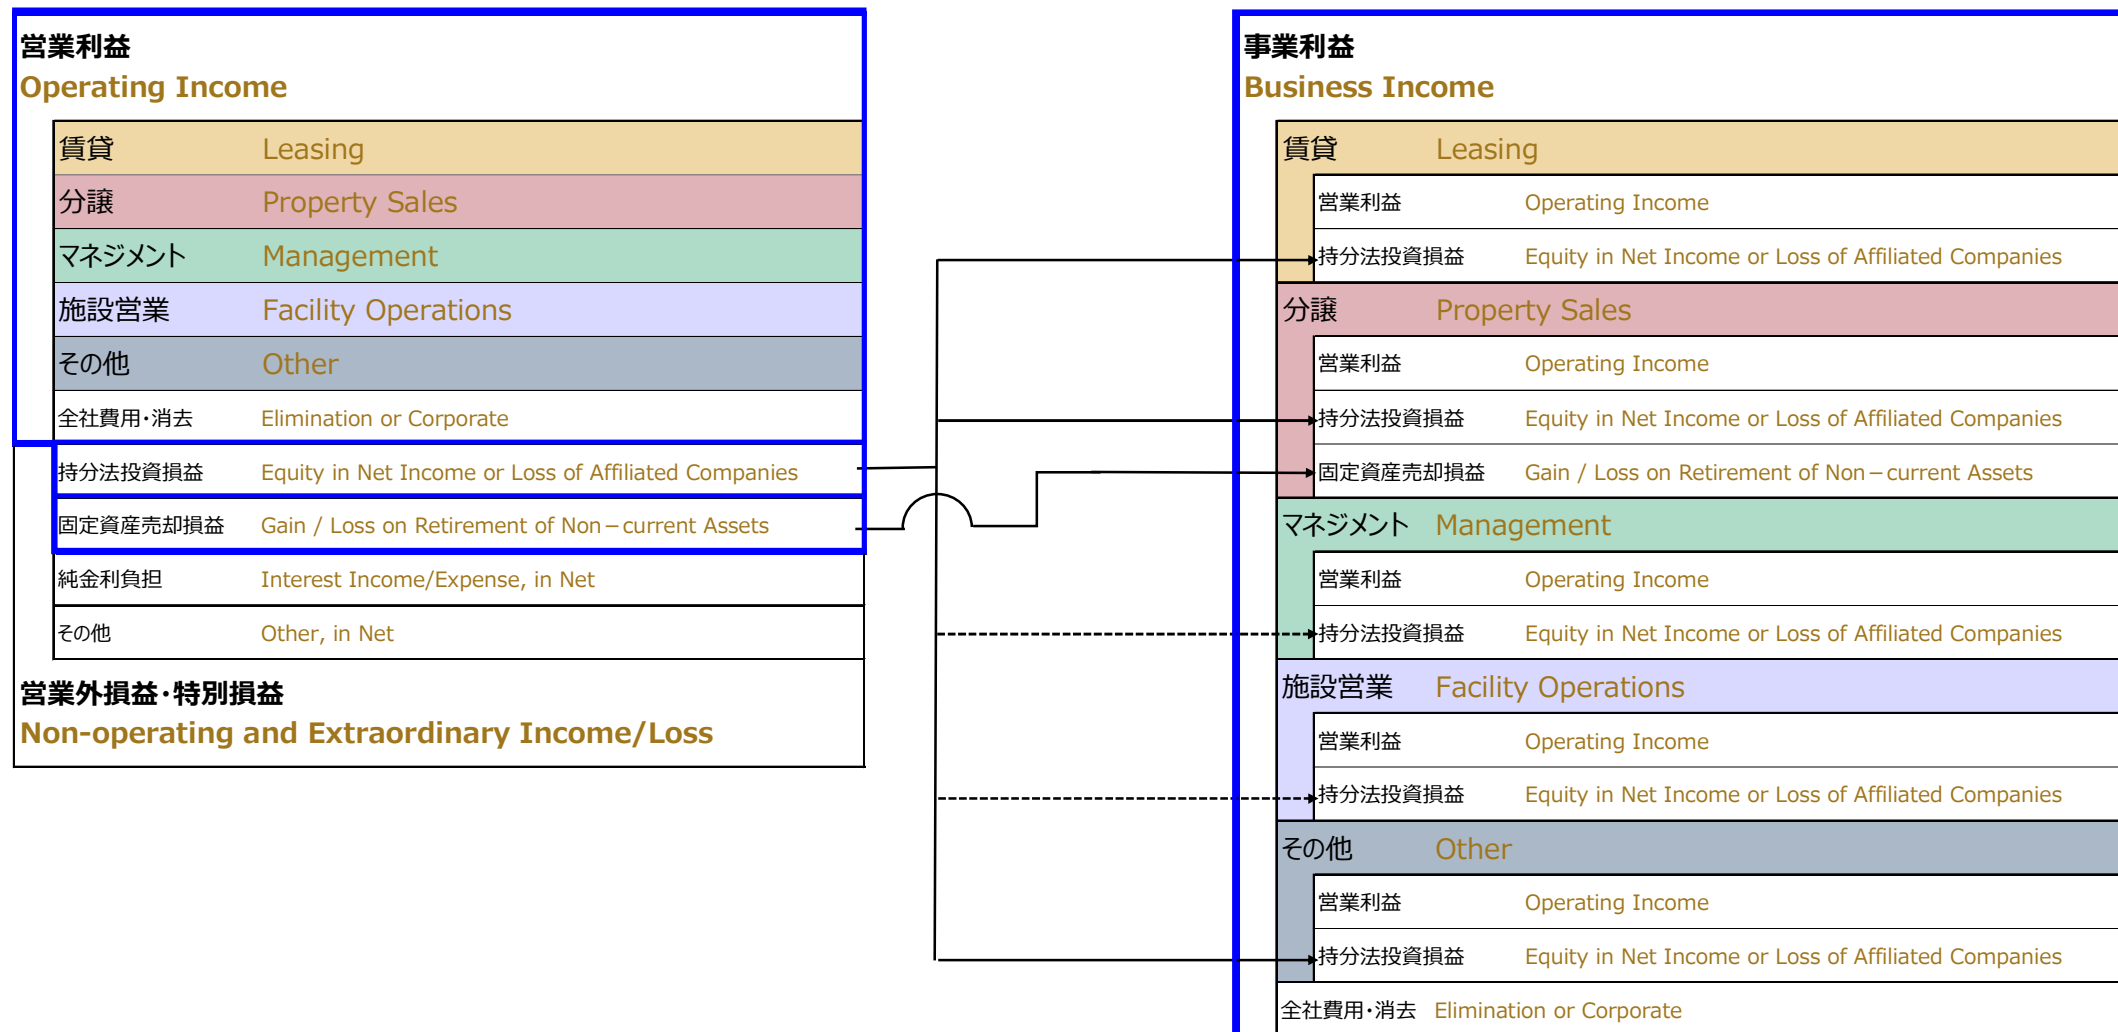 営業利益
Operating Income
賃貸 Leasing
分譲 Property Sales
マネジメント Management
施設営業 Facility Operations
その他 Other
全社費用・消去 Elimination or Corporate
持分法投資損益 Equity in Net Income or Loss of Affiliated Companies
固定資産売却損益 Gain / Loss on Retirement of Non－current Assets
純金利負担 Interest Income/Expense, in Net
その他 Other, in Net
営業外損益・特別損益
Non-operating and Extraordinary Income/Loss
事業利益
Business Income
賃貸 Leasing
営業利益 Operating Income
持分法投資損益 Equity in Net Income or Loss of Affiliated Companies
分譲 Property Sales
営業利益 Operating Income
持分法投資損益 Equity in Net Income or Loss of Affiliated Companies
固定資産売却損益 Gain / Loss on Retirement of Non－current Assets
マネジメント Management
営業利益 Operating Income
持分法投資損益 Equity in Net Income or Loss of Affiliated Companies
施設営業 Facility Operations
営業利益 Operating Income
持分法投資損益 Equity in Net Income or Loss of Affiliated Companies
その他 Other
営業利益 Operating Income
持分法投資損益 Equity in Net Income or Loss of Affiliated Companies
全社費用・消去 Elimination or Corporate